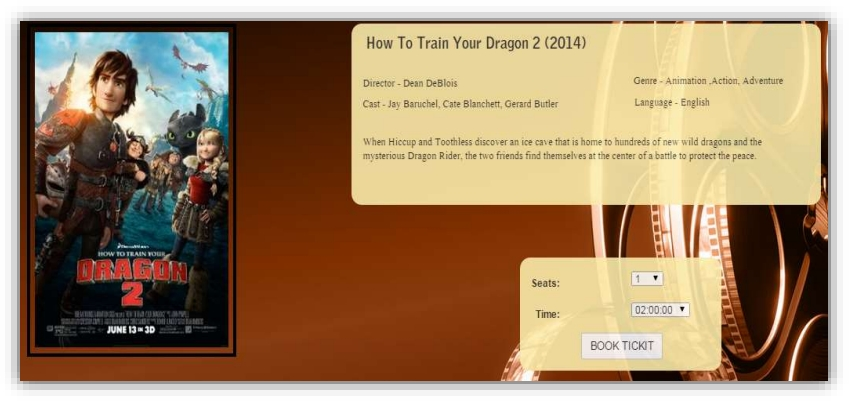 How To Train Your Dragon 2 (2014)
Director - Dean DeBlois
Genre - Animation ,Action, Adventure
Cast - Jay Baruchel, Cate Blanchett, Gerard Butler
Language - English
When Hiccup and Toothless discover an ice cave that is home to hundreds of new wild dragons and the
mysterious Dragon Rider, the two friends find themselves at the center of a battle to protect the peace.
HOW TO TRAIN YOUR
DRAGON
2
JUNE 13 IN 3D
Seats:
1
Time:
02:00:00
BOOK TICKIT